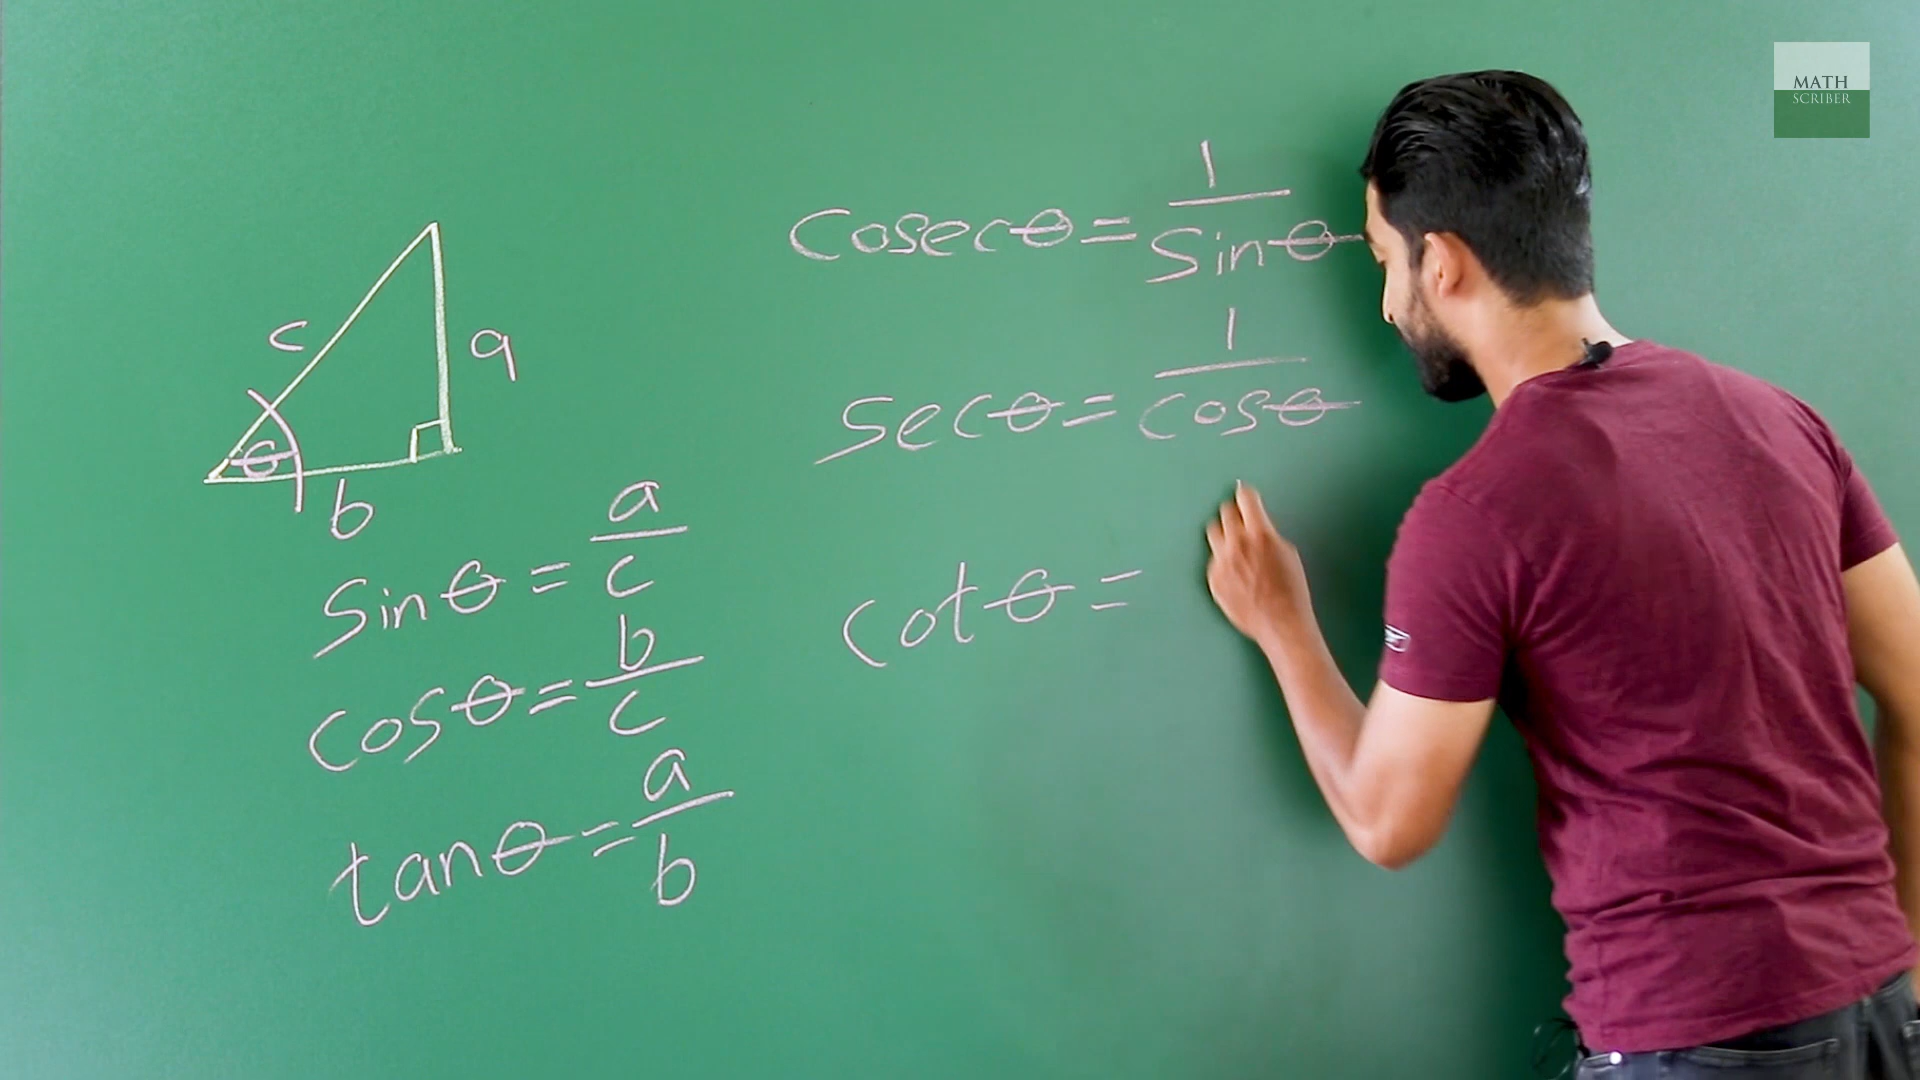 c
a
θ
b
sinθ = a/c
cosθ = b/c
tanθ = a/b
cosecθ = 1/sinθ
secθ = 1/cosθ
cotθ =
MATH
SCRIBER